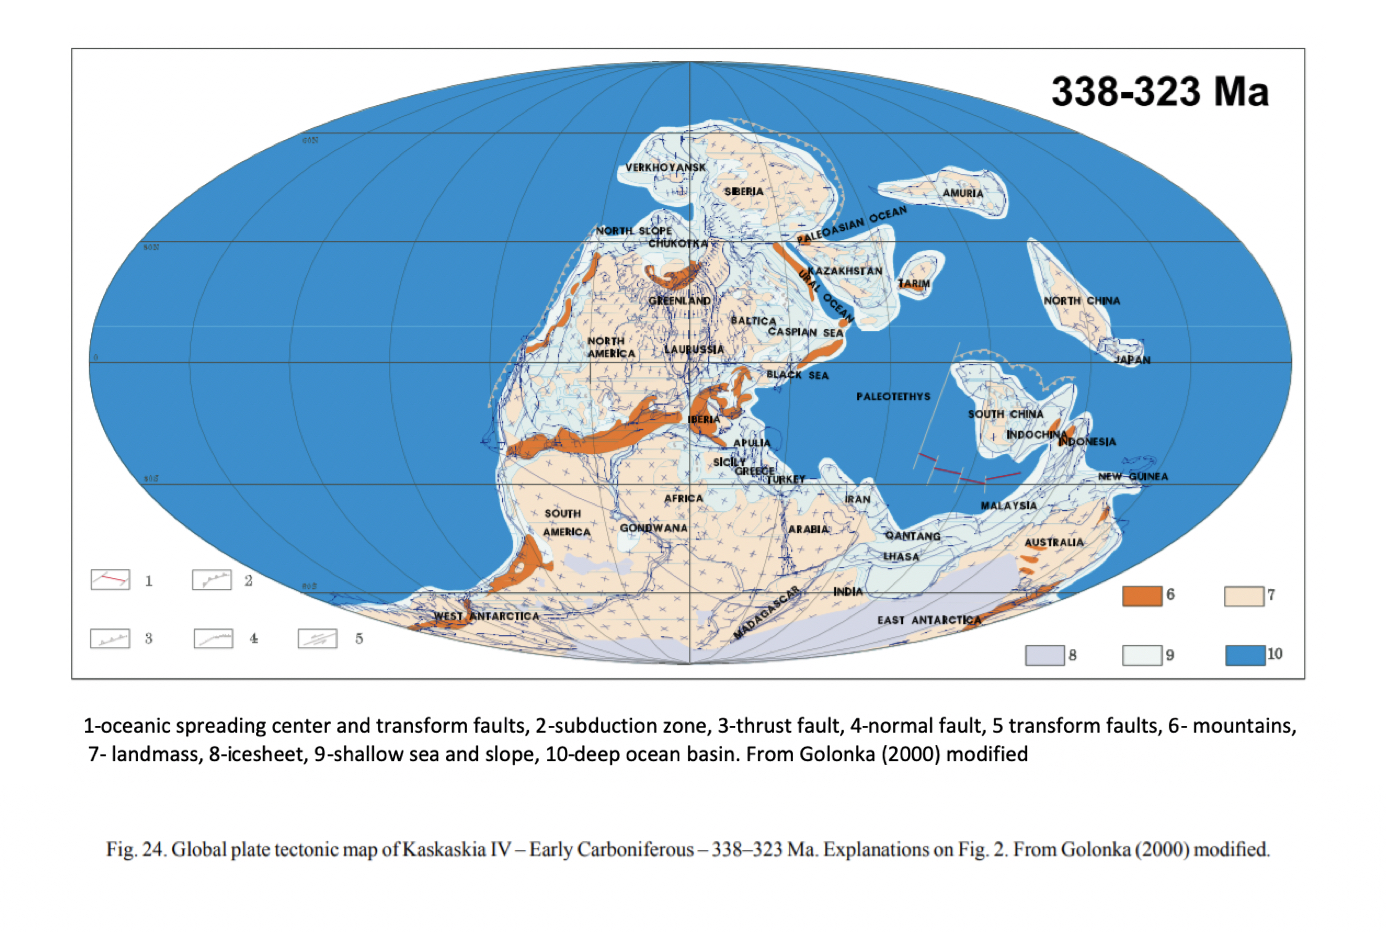 338-323 Ma
VERKHOYANSK
SIBERIA
AMURIA
PALEOASIAN OCEAN
NORTH SLOPE
CHUKOTKA
KAZAKHSTAN
URAL OCEAN
TARIM
GREENLAND
NORTH CHINA
BALTICA
CASPIAN SEA
NORTH
AMERICA
LAURUSSIA
JAPAN
0
BLACK SEA
PALEOTETHYS
SOUTH CHINA
IBERIA
INDOCHINA
INDONESIA
APULIA
SICILY
GREECE
TURKEY
NEW GUINEA
AFRICA
IRAN
MALAYSIA
SOUTH
AMERICA
GONDWANA
ARABIA
QANTANG
AUSTRALIA
LHASA
INDIA
MADAGASCAR
WEST ANTARCTICA
EAST ANTARCTICA
1
2
3
4
5
6
7
8
9
10
1-oceanic spreading center and transform faults, 2-subduction zone, 3-thrust fault, 4-normal fault, 5 transform faults, 6- mountains,
7- landmass, 8-icesheet, 9-shallow sea and slope, 10-deep ocean basin. From Golonka (2000) modified
Fig. 24. Global plate tectonic map of Kaskaskia IV – Early Carboniferous – 338–323 Ma. Explanations on Fig. 2. From Golonka (2000) modified.